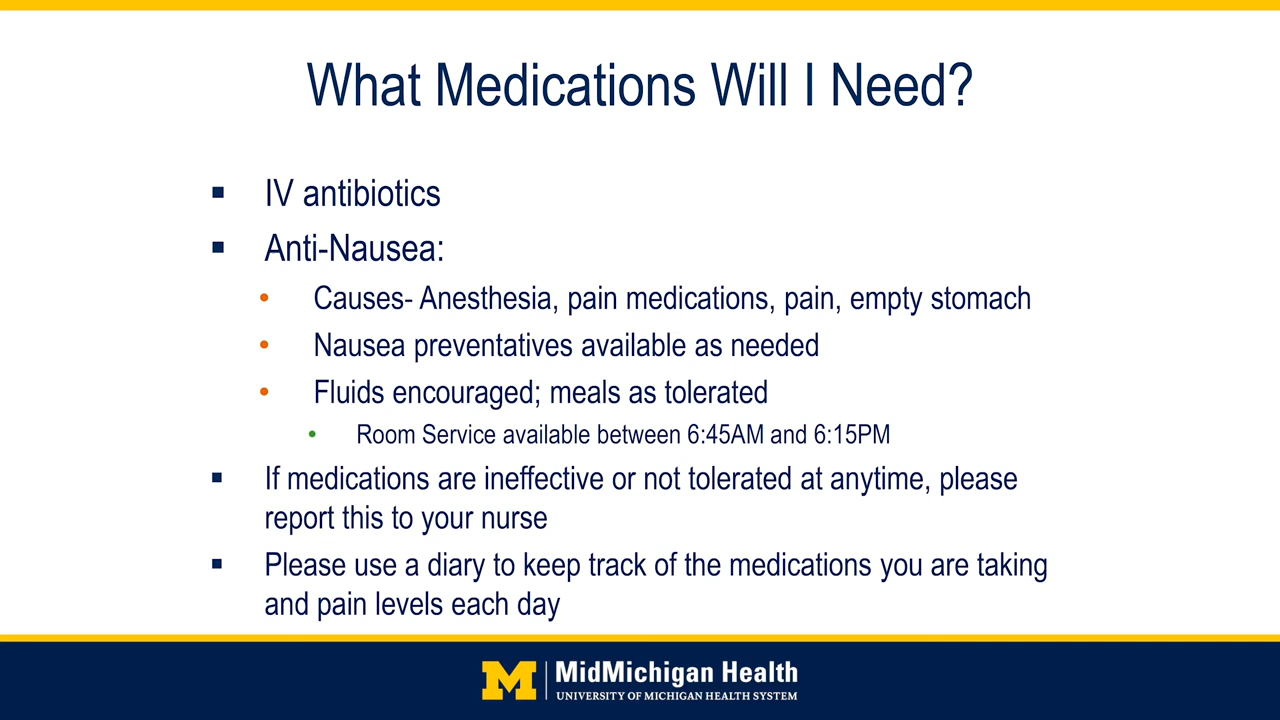 What Medications Will I Need?
▪ IV antibiotics
▪ Anti-Nausea:
• Causes- Anesthesia, pain medications, pain, empty stomach
• Nausea preventatives available as needed
• Fluids encouraged; meals as tolerated
• Room Service available between 6:45AM and 6:15PM
▪ If medications are ineffective or not tolerated at anytime, please
report this to your nurse
▪ Please use a diary to keep track of the medications you are taking
and pain levels each day
M MidMichigan Health
UNIVERSITY OF MICHIGAN HEALTH SYSTEM